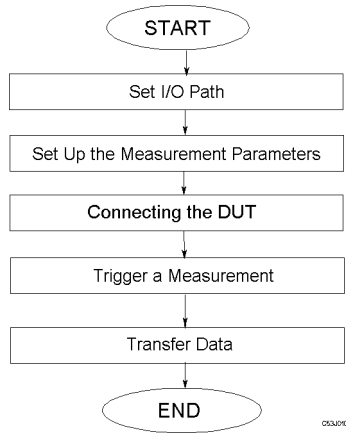 START
Set I/O Path
Set Up the Measurement Parameters
Connecting the DUT
Trigger a Measurement
Transfer Data
END